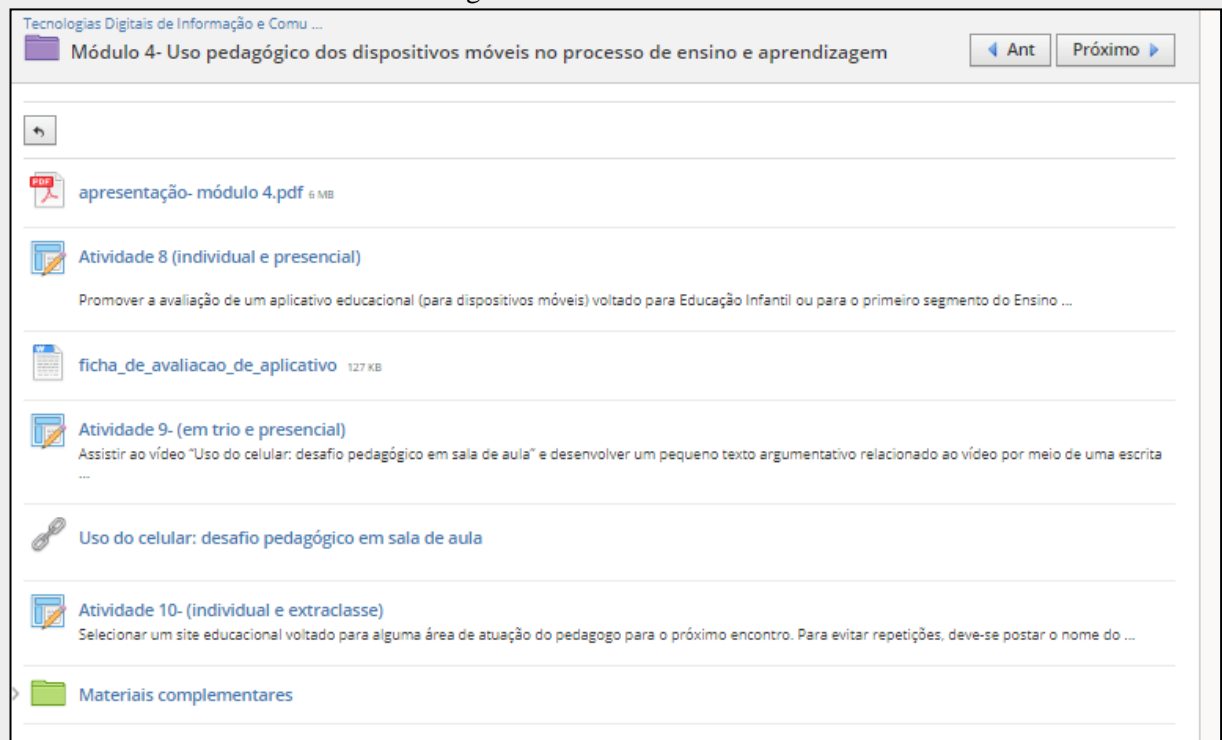 Tecnologias Digitais de Informação e Comu ...
Módulo 4- Uso pedagógico dos dispositivos móveis no processo de ensino e aprendizagem
Ant
Próximo
PDF
apresentação- módulo 4.pdf 6 MB
Atividade 8 (individual e presencial)
Promover a avaliação de um aplicativo educacional (para dispositivos móveis) voltado para Educação Infantil ou para o primeiro segmento do Ensino ...
W
ficha_de_avaliacao_de_aplicativo 127 KB
Atividade 9- (em trio e presencial)
Assistir ao vídeo “Uso do celular: desafio pedagógico em sala de aula” e desenvolver um pequeno texto argumentativo relacionado ao vídeo por meio de uma escrita
...
Uso do celular: desafio pedagógico em sala de aula
Atividade 10- (individual e extraclasse)
Selecionar um site educacional voltado para alguma área de atuação do pedagogo para o próximo encontro. Para evitar repetições, deve-se postar o nome do ...
Materiais complementares